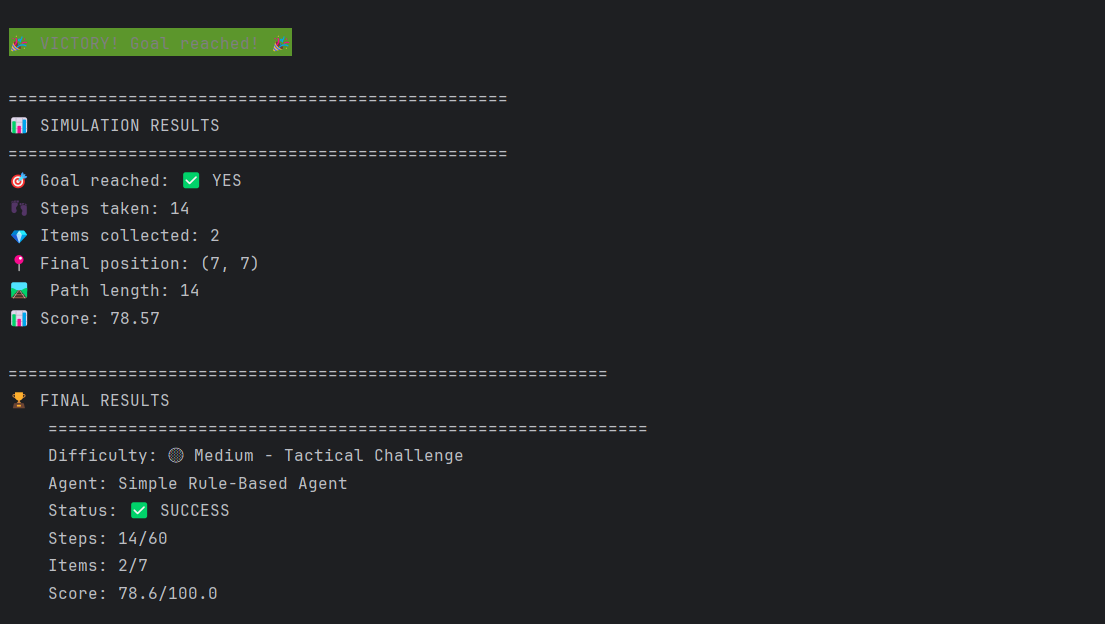 🎉 VICTORY! Goal reached! 🎉
==================================================
📊 SIMULATION RESULTS
==================================================
🎯 Goal reached: ✅ YES
👣 Steps taken: 14
💎 Items collected: 2
📍 Final position: (7, 7)
🛤️ Path length: 14
📊 Score: 78.57
============================================================
🏆 FINAL RESULTS
============================================================
Difficulty: 🟡 Medium - Tactical Challenge
Agent: Simple Rule-Based Agent
Status: ✅ SUCCESS
Steps: 14/60
Items: 2/7
Score: 78.6/100.0